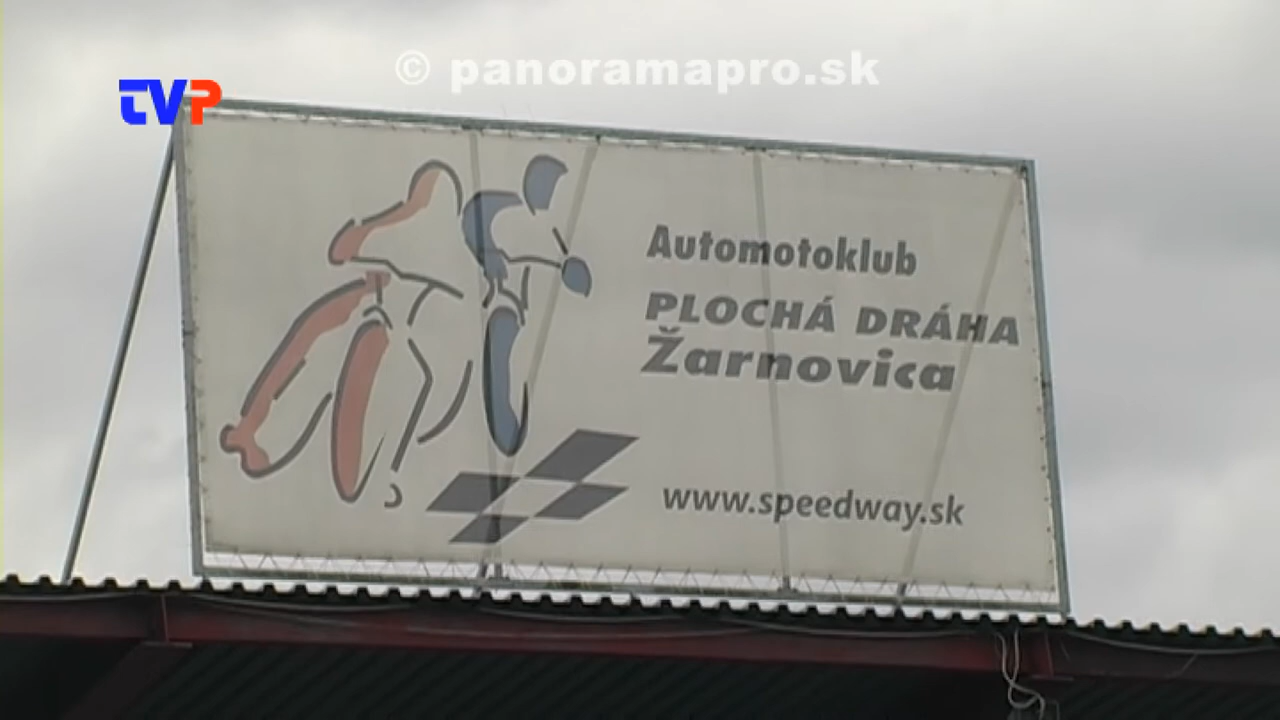 © panoramapro.sk
TVP
Automotoklub
PLOCHÁ DRÁHA
Žarnovica
www.speedway.sk